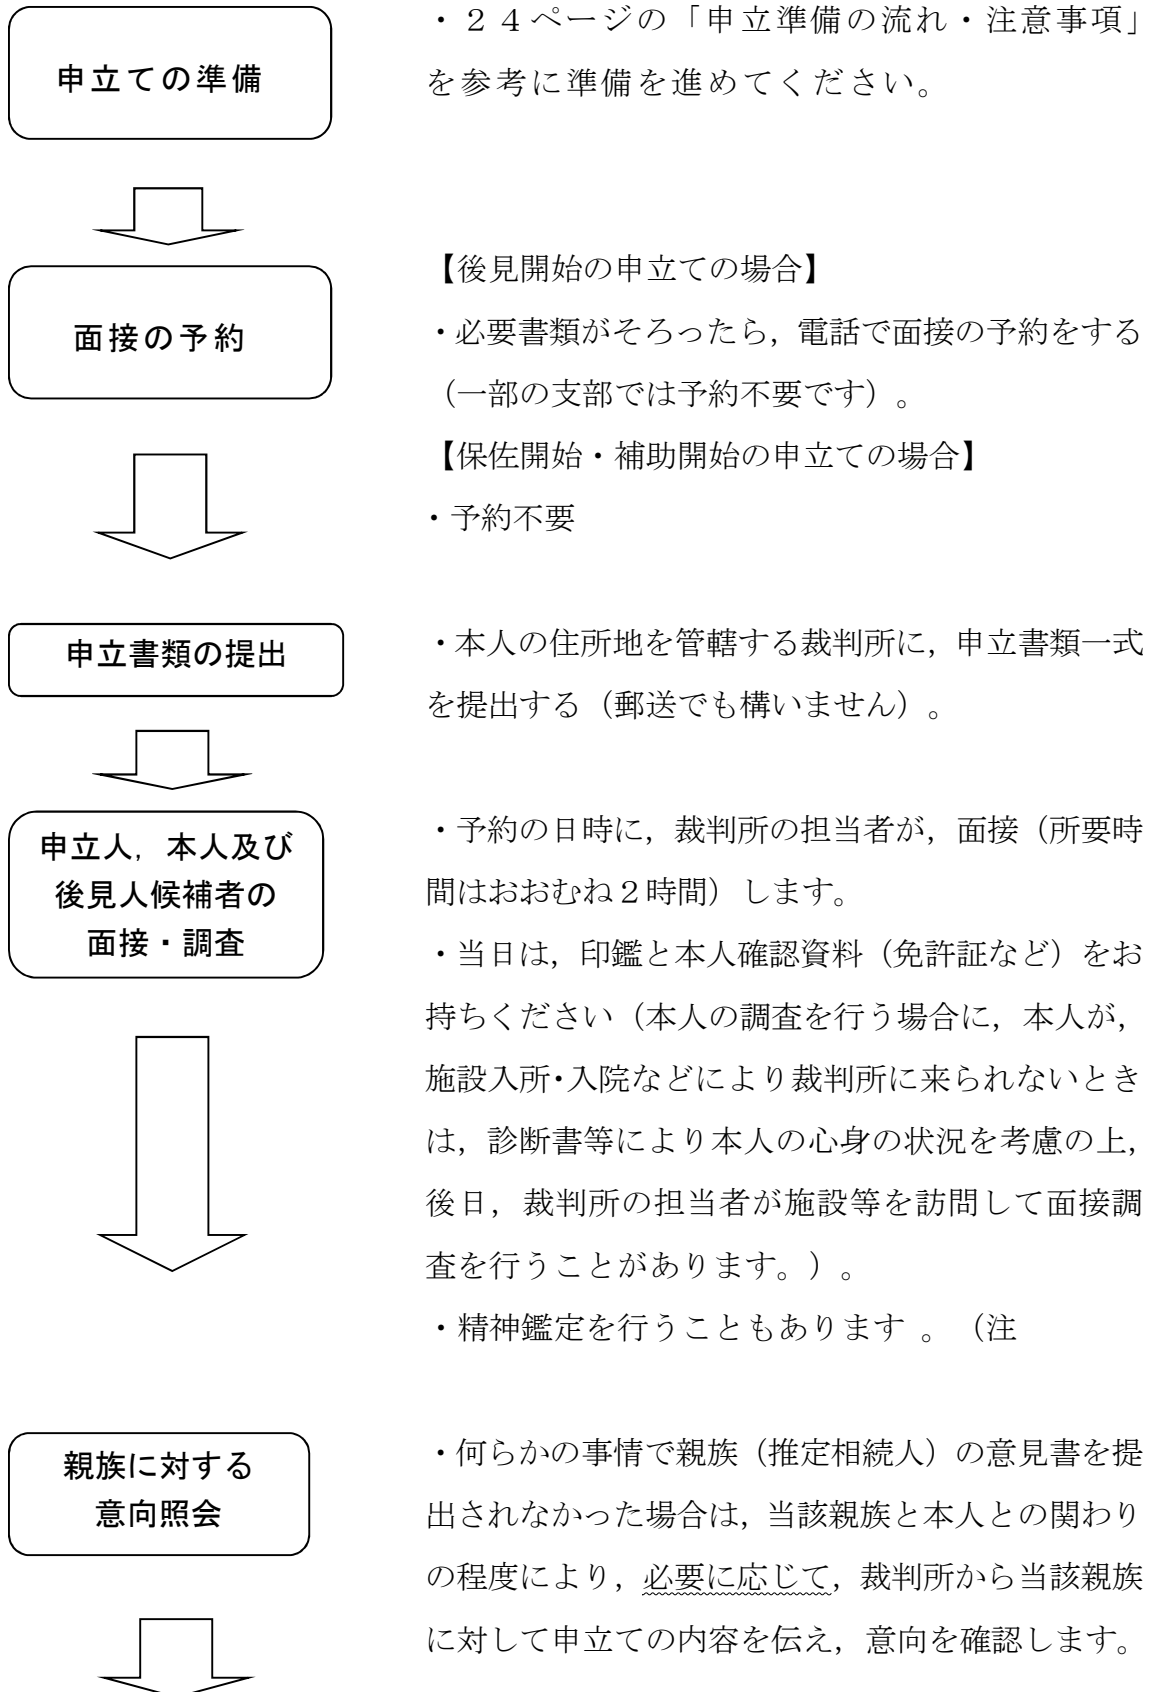 申立ての準備
・２４ページの「申立準備の流れ・注意事項」
を参考に準備を進めてください。
面接の予約
【後見開始の申立ての場合】
・必要書類がそろったら，電話で面接の予約をする
（一部の支部では予約不要です）。
【保佐開始・補助開始の申立ての場合】
・予約不要
申立書類の提出
・本人の住所地を管轄する裁判所に，申立書類一式
を提出する（郵送でも構いません）。
申立人，本人及び
後見人候補者の
面接・調査
・予約の日時に，裁判所の担当者が，面接（所要時
間はおおむね２時間）します。
・当日は，印鑑と本人確認資料（免許証など）をお
持ちください（本人の調査を行う場合に，本人が，
施設入所・入院などにより裁判所に来られないとき
は，診断書等により本人の心身の状況を考慮の上，
後日，裁判所の担当者が施設等を訪問して面接調
査を行うことがあります。）。
・精神鑑定を行うこともあります 。（注
親族に対する
意向照会
・何らかの事情で親族（推定相続人）の意見書を提
出されなかった場合は，当該親族と本人との関わり
の程度により，必要に応じて，裁判所から当該親族
に対して申立ての内容を伝え，意向を確認します。